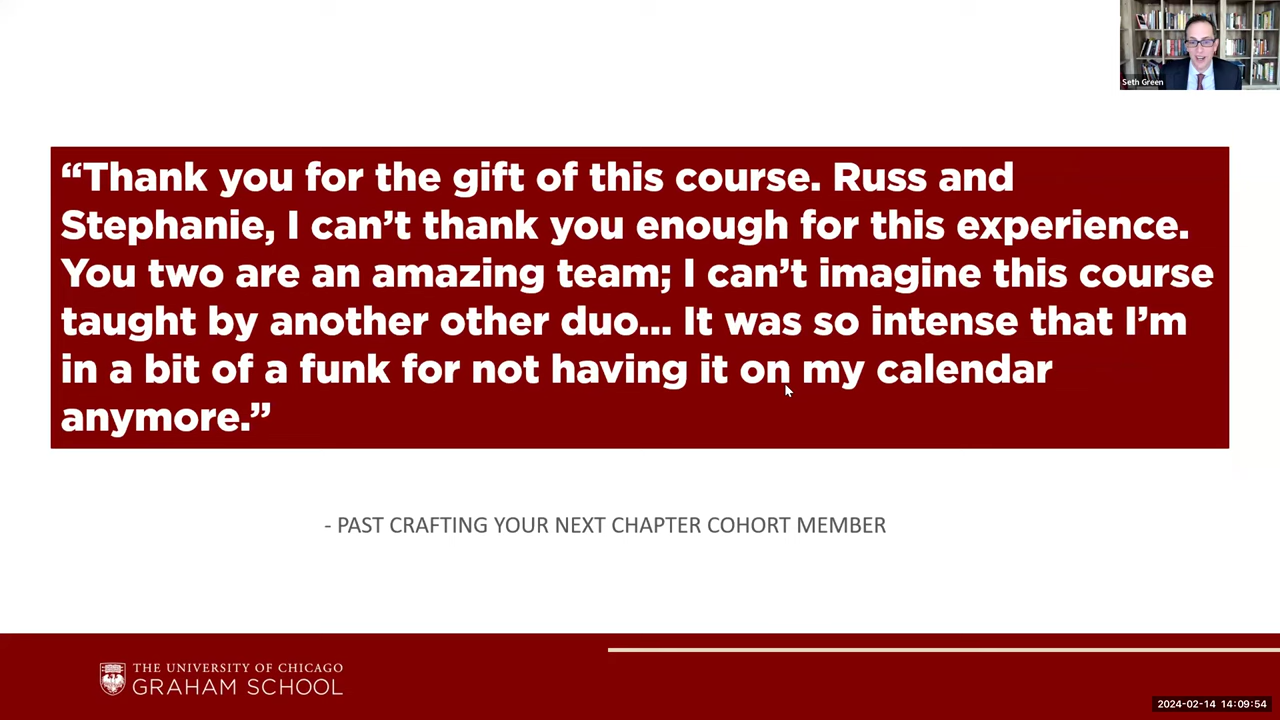 Seth Green
“Thank you for the gift of this course. Russ and
Stephanie, I can’t thank you enough for this experience.
You two are an amazing team; I can’t imagine this course
taught by another other duo... It was so intense that I’m
in a bit of a funk for not having it on my calendar
anymore.”
- PAST CRAFTING YOUR NEXT CHAPTER COHORT MEMBER
THE UNIVERSITY OF CHICAGO
GRAHAM SCHOOL
2024-02-14 14:09:54